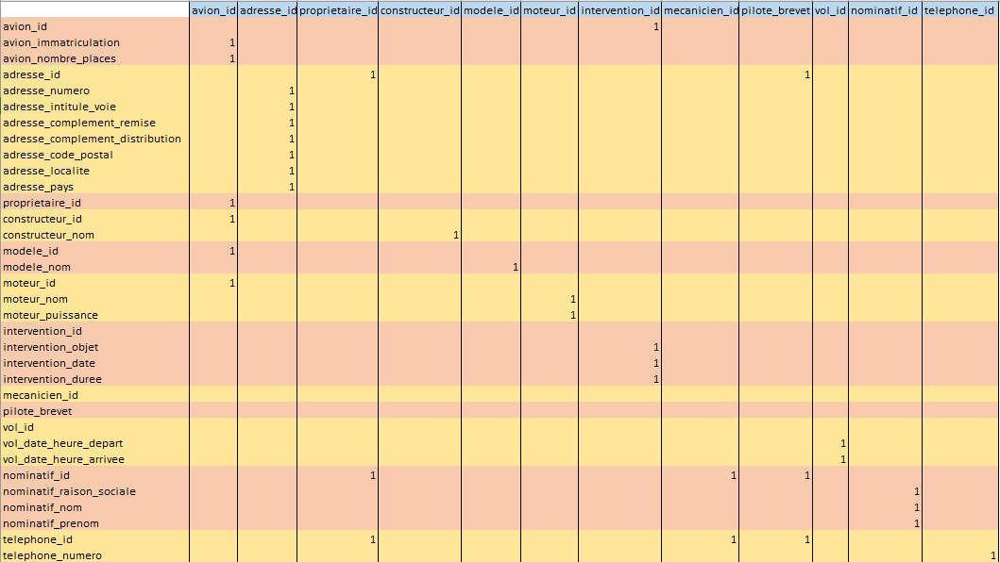 avion_id adresse_id proprietaire_id constructeur_id modele_id moteur_id intervention_id mecanicien_id pilote_brevet vol_id nominatif_id telephone_id
avion_id 1
avion_immatriculation 1
avion_nombre_places 1
adresse_id 1 1
adresse_numero 1
adresse_intitule_voie 1
adresse_complement_remise 1
adresse_complement_distribution 1
adresse_code_postal 1
adresse_localite 1
adresse_pays 1
proprietaire_id 1
constructeur_id 1
constructeur_nom 1
modele_id 1
modele_nom 1
moteur_id 1
moteur_nom 1
moteur_puissance 1
intervention_id
intervention_objet 1
intervention_date 1
intervention_duree 1
mecanicien_id
pilote_brevet
vol_id
vol_date_heure_depart 1
vol_date_heure_arrivee 1
nominatif_id 1 1 1
nominatif_raison_sociale 1
nominatif_nom 1
nominatif_prenom 1
telephone_id 1 1 1
telephone_numero 1